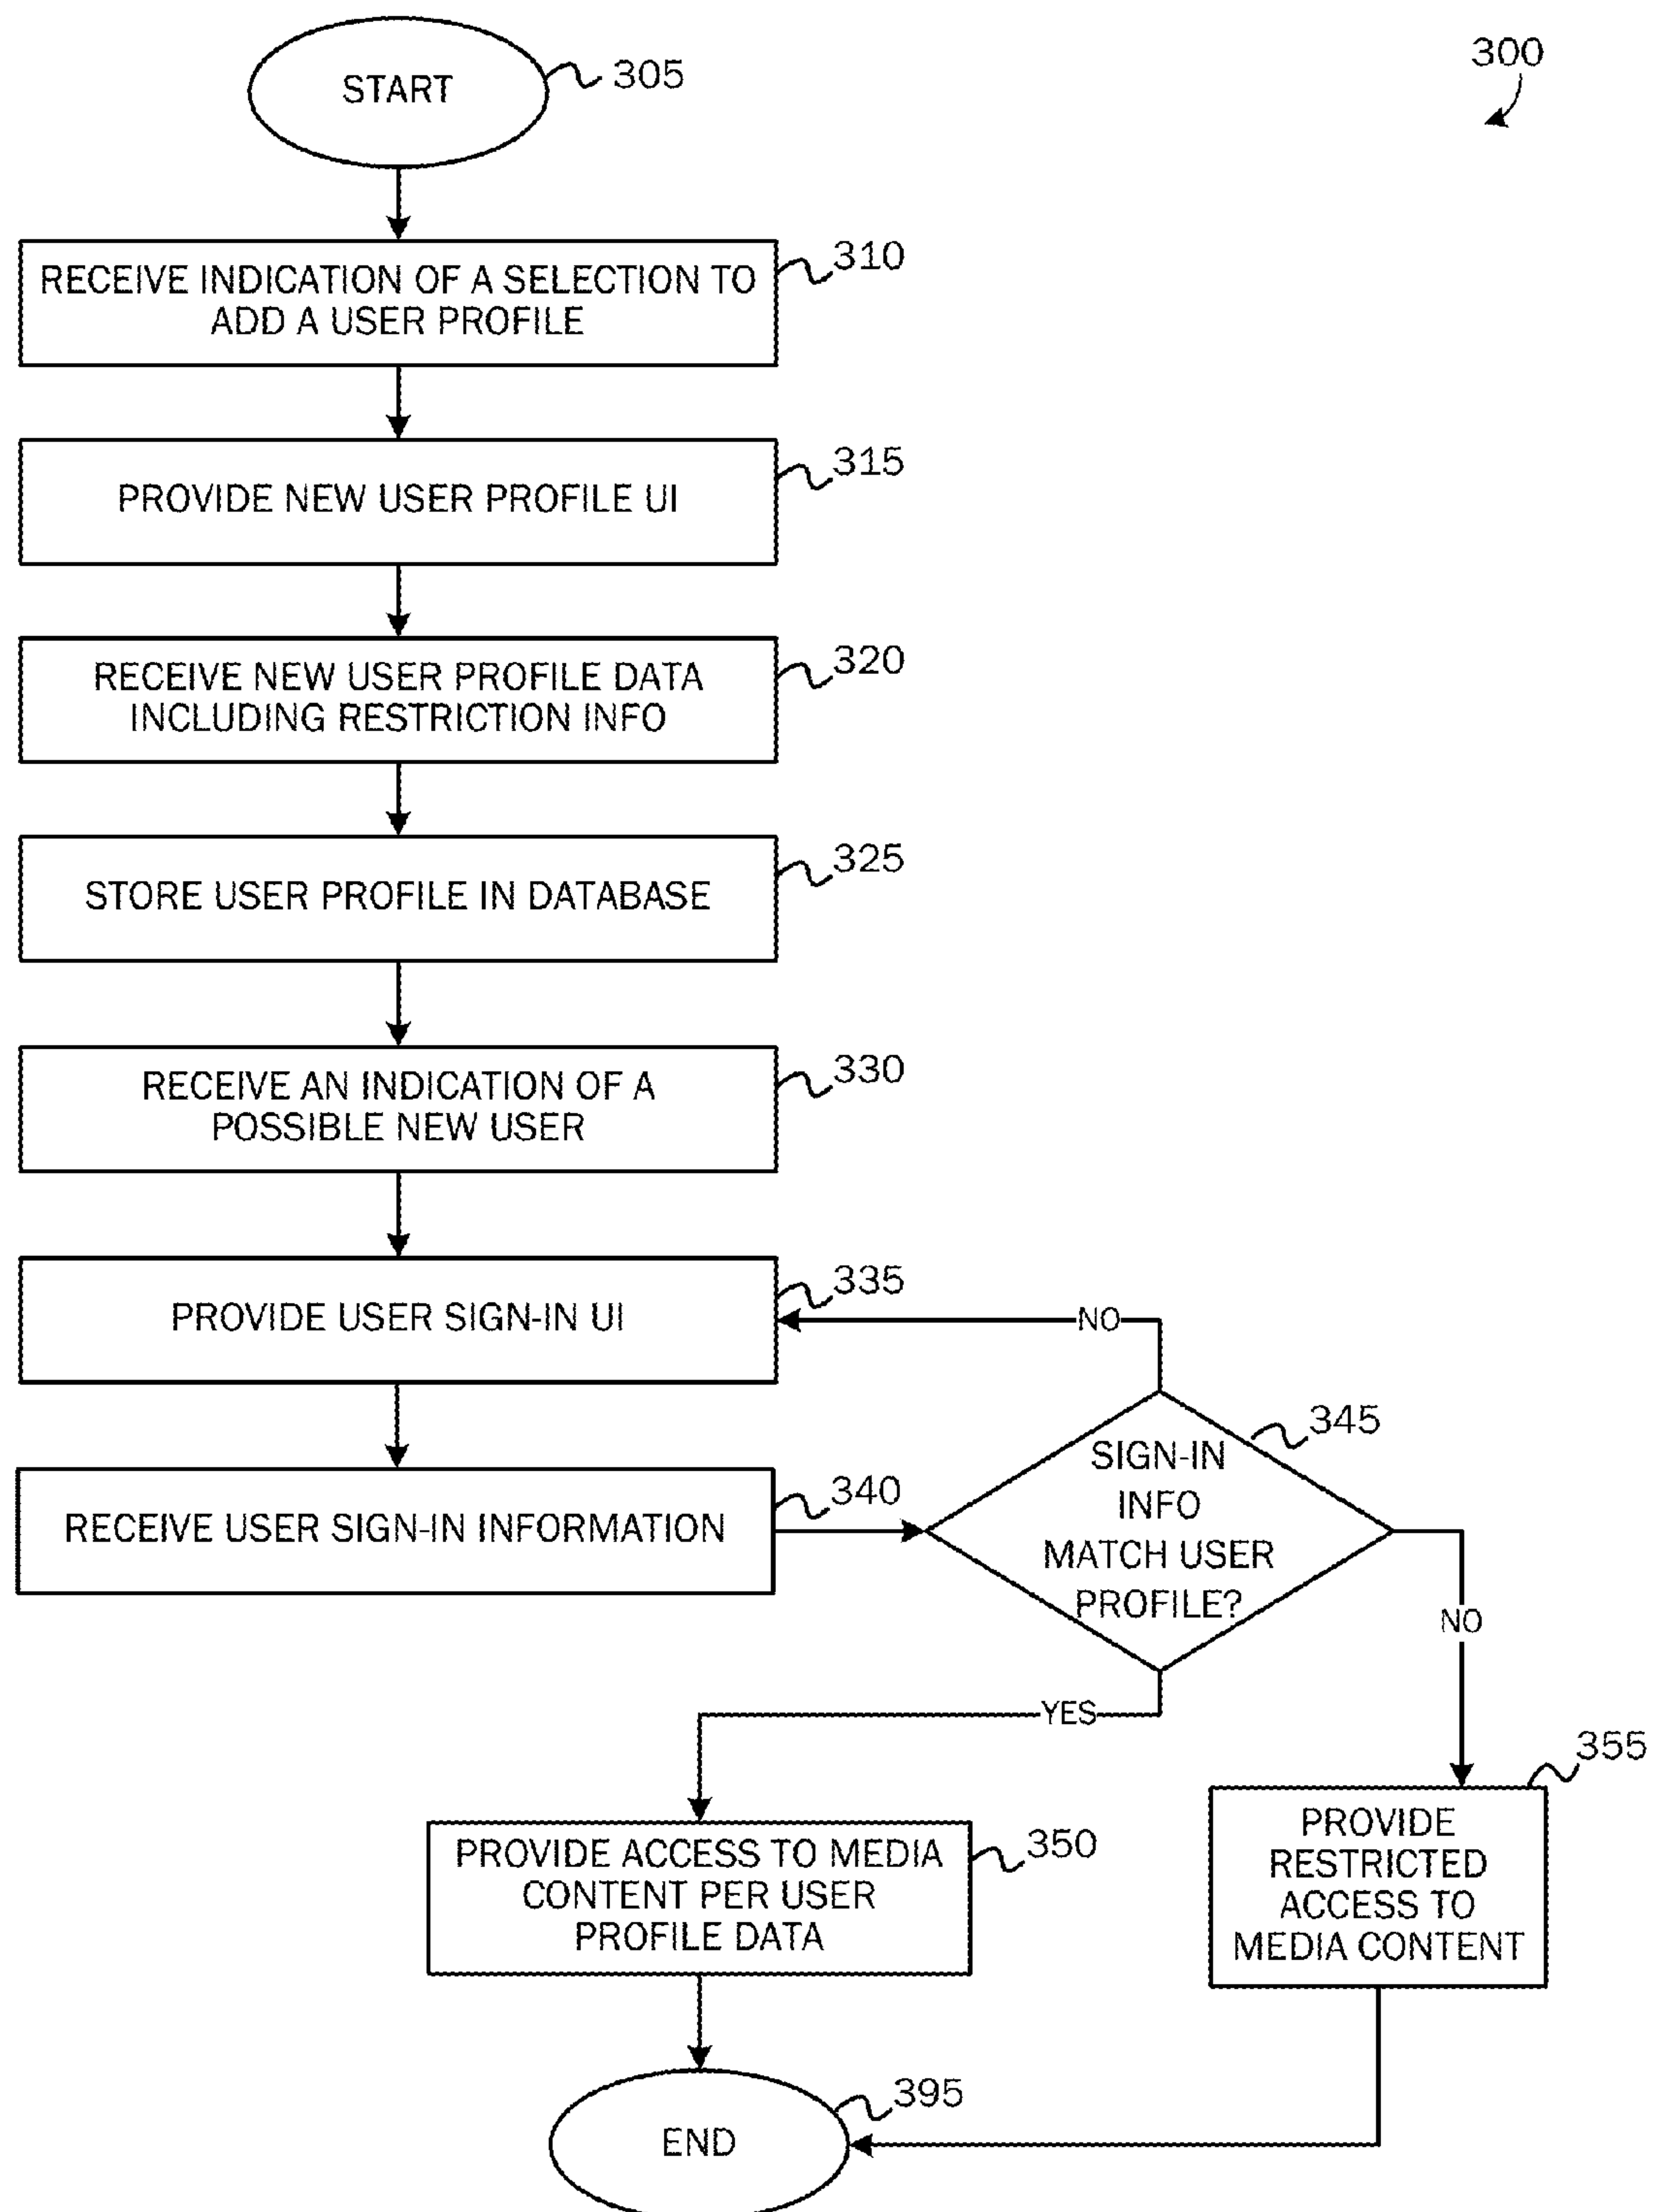 300
START
305
RECEIVE INDICATION OF A SELECTION TO
ADD A USER PROFILE
310
PROVIDE NEW USER PROFILE UI
315
RECEIVE NEW USER PROFILE DATA
INCLUDING RESTRICTION INFO
320
STORE USER PROFILE IN DATABASE
325
RECEIVE AN INDICATION OF A
POSSIBLE NEW USER
330
PROVIDE USER SIGN-IN UI
335
NO
RECEIVE USER SIGN-IN INFORMATION
340
SIGN-IN
INFO
MATCH USER
PROFILE?
345
NO
YES
PROVIDE ACCESS TO MEDIA
CONTENT PER USER
PROFILE DATA
350
PROVIDE
RESTRICTED
ACCESS TO
MEDIA CONTENT
355
END
395